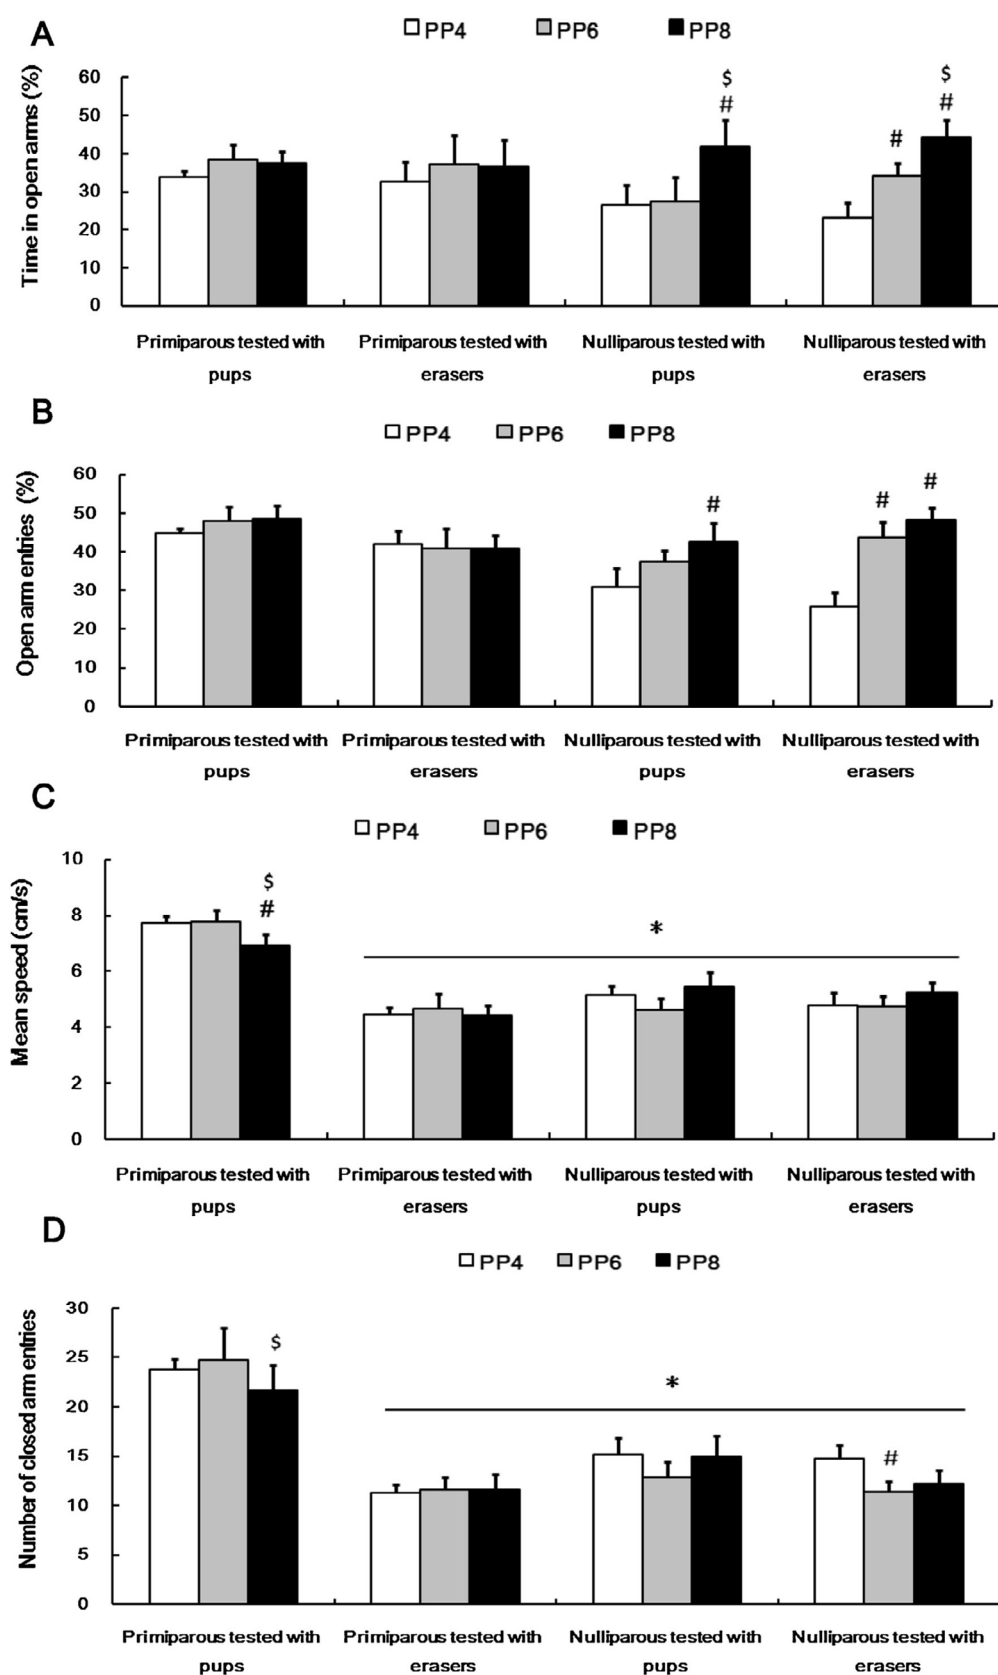 A
PP4 PP6 PP8
Time in open arms (%)
60
50
40
30
20
10
0
$
#
#
$
#
Primiparous tested with pups
Primiparous tested with erasers
Nulliparous tested with pups
Nulliparous tested with erasers
B
PP4 PP6 PP8
Open arm entries (%)
60
50
40
30
20
10
0
#
#
#
Primiparous tested with pups
Primiparous tested with erasers
Nulliparous tested with pups
Nulliparous tested with erasers
C
PP4 PP6 PP8
Mean speed (cm/s)
10
8
6
4
2
0
$
#
*
Primiparous tested with pups
Primiparous tested with erasers
Nulliparous tested with pups
Nulliparous tested with erasers
D
PP4 PP6 PP8
Number of closed arm entries
30
25
20
15
10
5
0
$
*
#
Primiparous tested with pups
Primiparous tested with erasers
Nulliparous tested with pups
Nulliparous tested with erasers